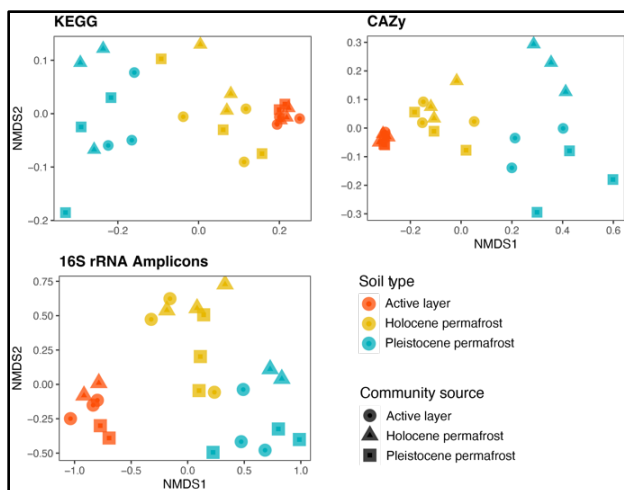 KEGG
CAZy
NMDS2
0.1
0.0
−0.1
−0.2
−0.2
0.0
0.2
0.3
0.2
0.1
0.0
−0.1
−0.2
−0.3
−0.2
0.0
0.2
0.4
0.6
NMDS1
16S rRNA Amplicons
NMDS2
0.75
0.50
0.25
0.00
−0.25
−0.50
−1.0
−0.5
0.0
0.5
1.0
NMDS1
Soil type
Active layer
Holocene permafrost
Pleistocene permafrost
Community source
Active layer
Holocene permafrost
Pleistocene permafrost